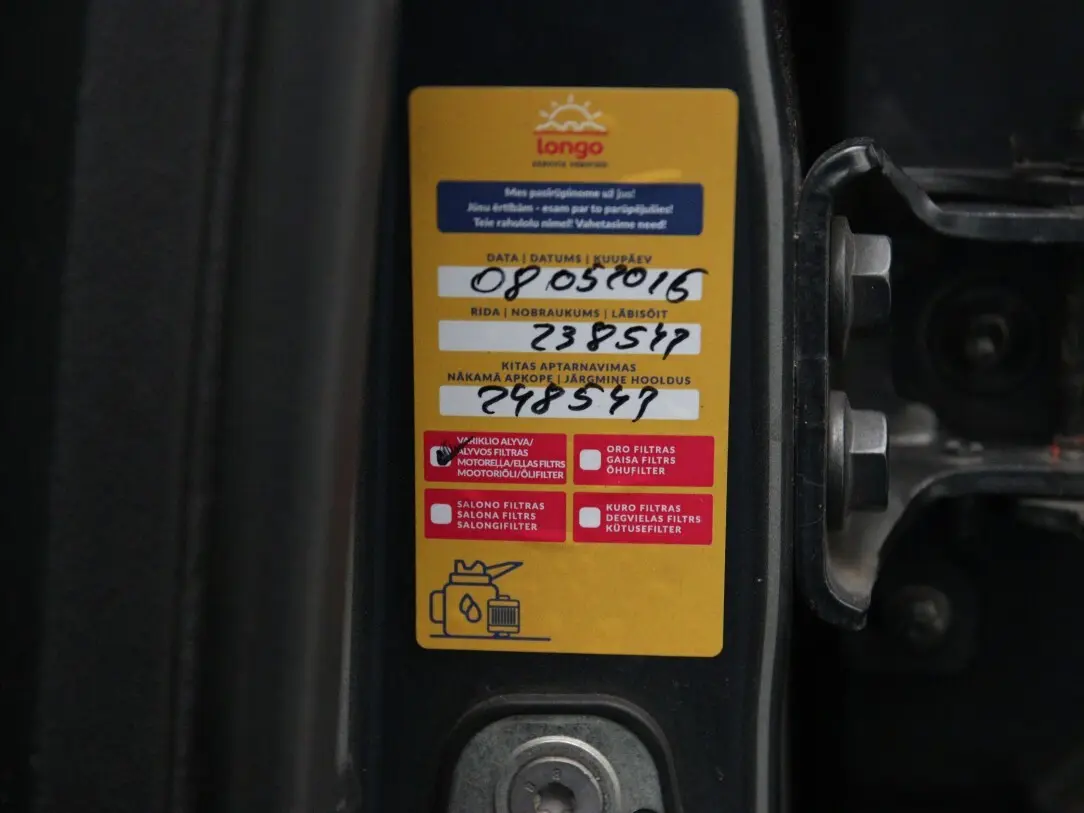 longo
Mes pasirūpinome už jus!
Jūsu ērtībām - esam par to parūpējušies!
Teie rahulolu nimel! Vahetasime need!
DATA | DATUMS | KUUPÄEV
08 05 2016
RIDA | NOBRAUKUMS | LÄBISÕIT
238547
KITAS APTARNAVIMAS
NĀKAMĀ APKOPE | JÄRGMINE HOOLDUS
248547
VARIKLIO ALYVA/
ALYVOS FILTRAS
MOTOREĻĻA/EĻĻAS FILTRS
MOOTORIÕLI/ÕLIFILTER
ORO FILTRAS
GAISA FILTRS
ÕHUFILTER
SALONO FILTRAS
SALONA FILTRS
SALONGIFILTER
KURO FILTRAS
DEGVIELAS FILTRS
KÜTUSEFILTER